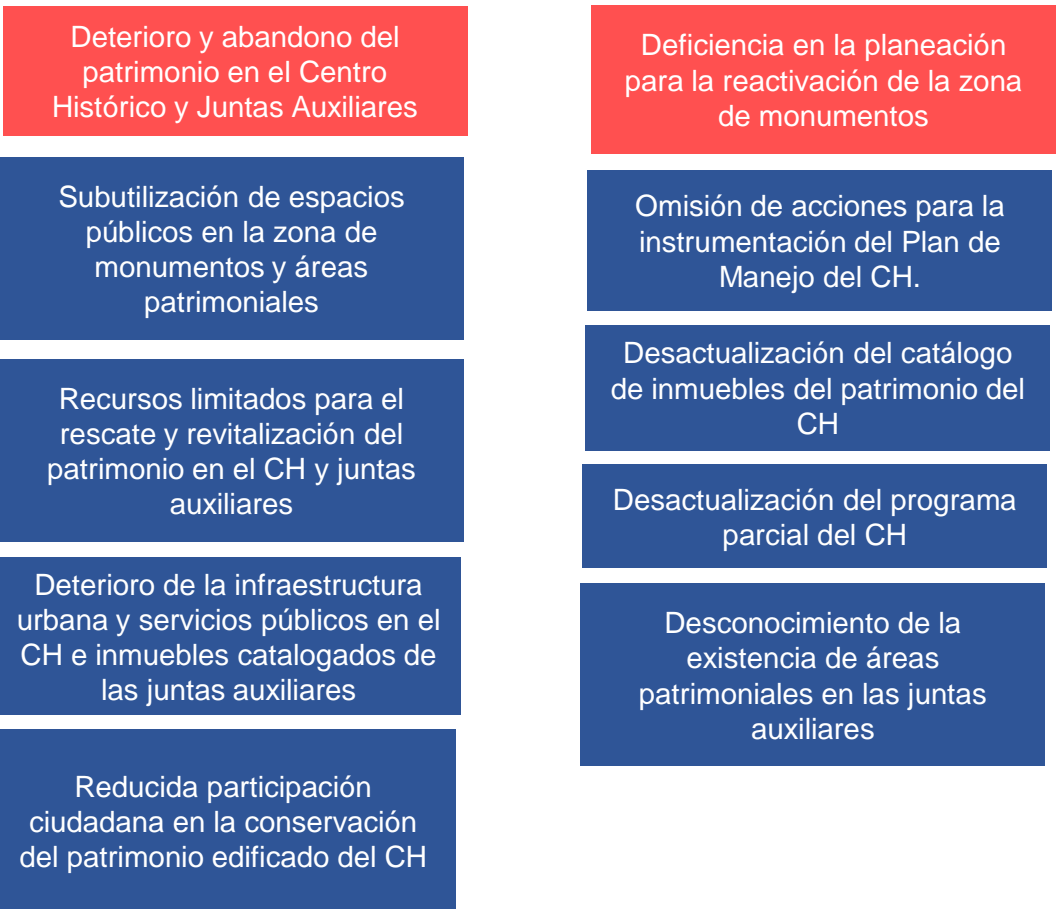 Deterioro y abandono del
patrimonio en el Centro
Histórico y Juntas Auxiliares
Subutilización de espacios
públicos en la zona de
monumentos y áreas
patrimoniales
Recursos limitados para el
rescate y revitalización del
patrimonio en el CH y juntas
auxiliares
Deterioro de la infraestructura
urbana y servicios públicos en el
CH e inmuebles catalogados de
las juntas auxiliares
Reducida participación
ciudadana en la conservación
del patrimonio edificado del CH
Deficiencia en la planeación
para la reactivación de la zona
de monumentos
Omisión de acciones para la
instrumentación del Plan de
Manejo del CH.
Desactualización del catálogo
de inmuebles del patrimonio del
CH
Desactualización del programa
parcial del CH
Desconocimiento de la
existencia de áreas
patrimoniales en las juntas
auxiliares